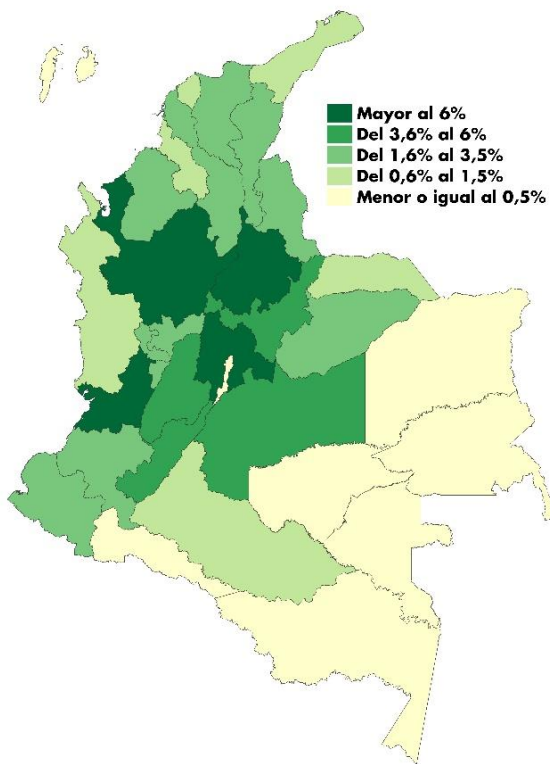 Mayor al 6%
Del 3,6% al 6%
Del 1,6% al 3,5%
Del 0,6% al 1,5%
Menor o igual al 0,5%